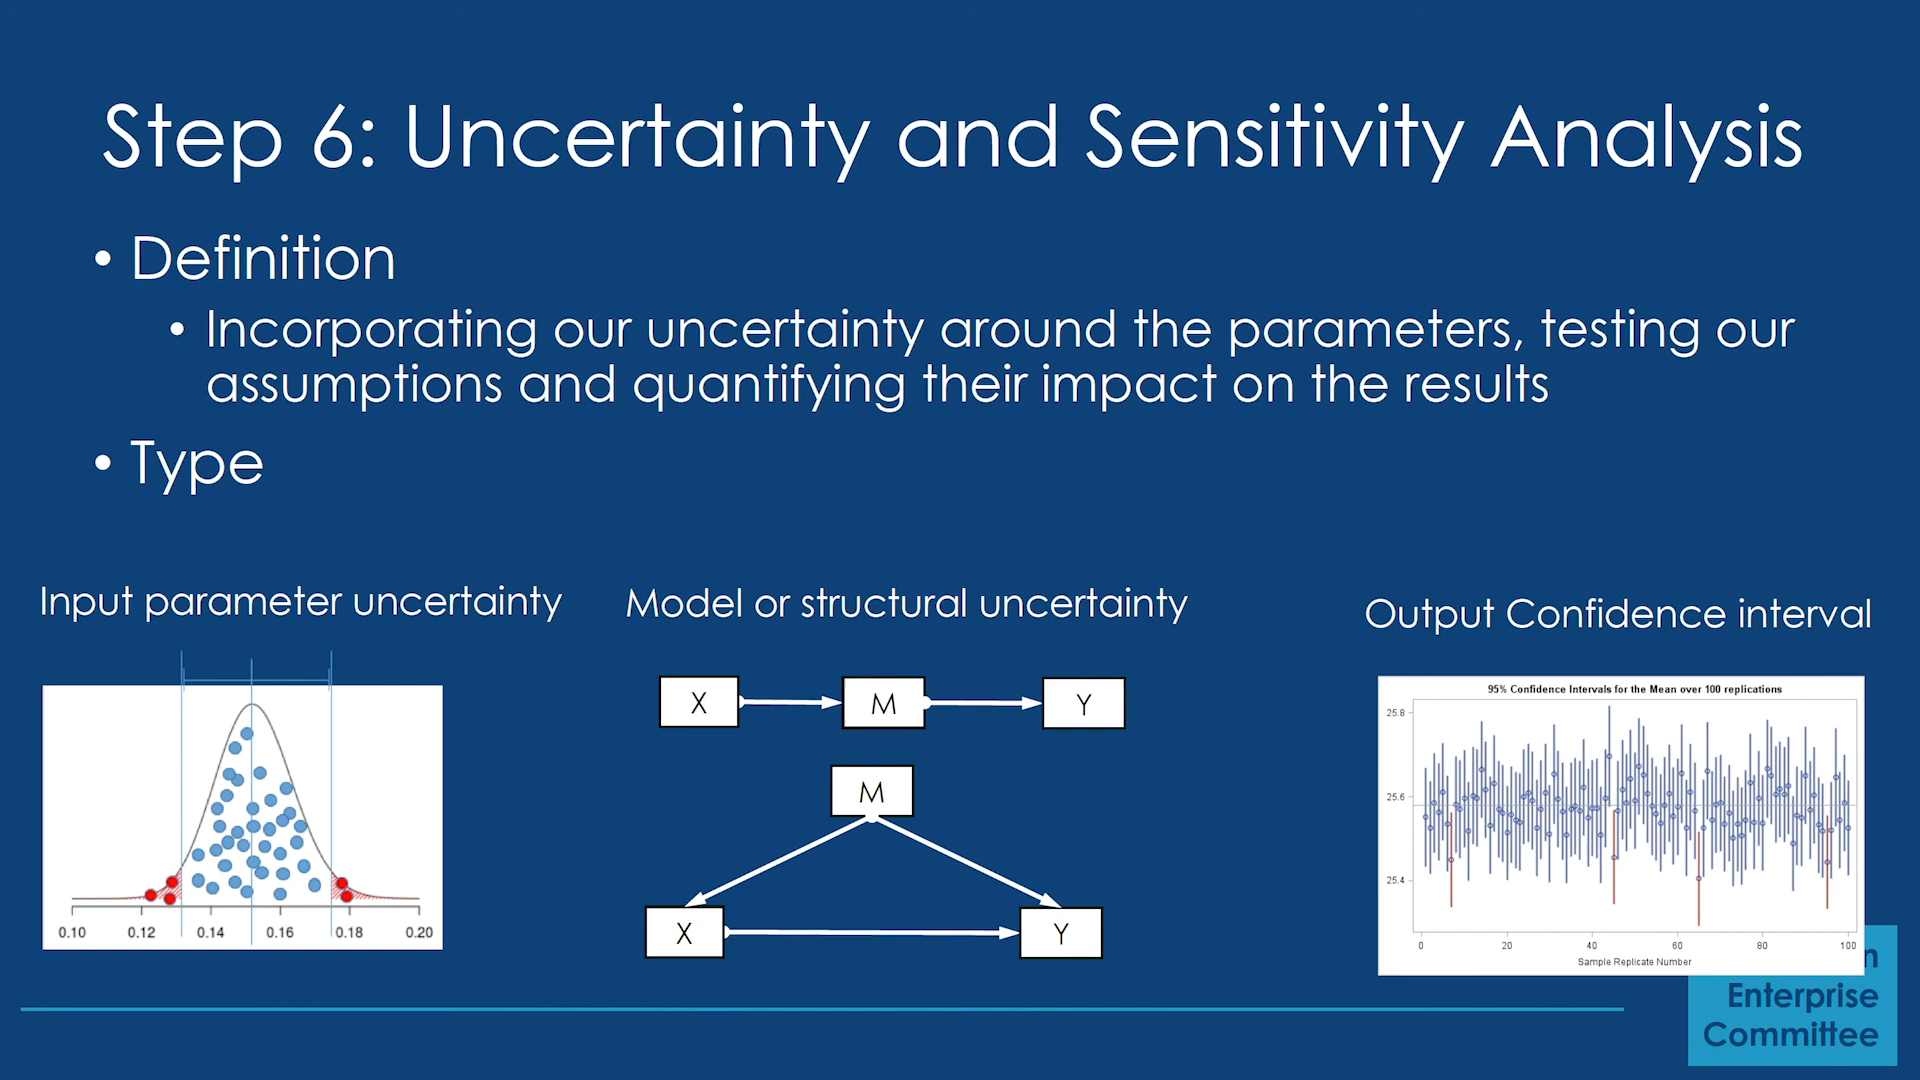 Step 6: Uncertainty and Sensitivity Analysis
• Definition
• Incorporating our uncertainty around the parameters, testing our
assumptions and quantifying their impact on the results
• Type
Input parameter uncertainty
0.10 0.12 0.14 0.16 0.18 0.20
Model or structural uncertainty
X M Y
M
X Y
Output Confidence interval
95% Confidence Intervals for the Mean over 100 replications
25.8
25.6
25.4
0 20 40 60 80 100
Sample Replicate Number
Enterprise
Committee